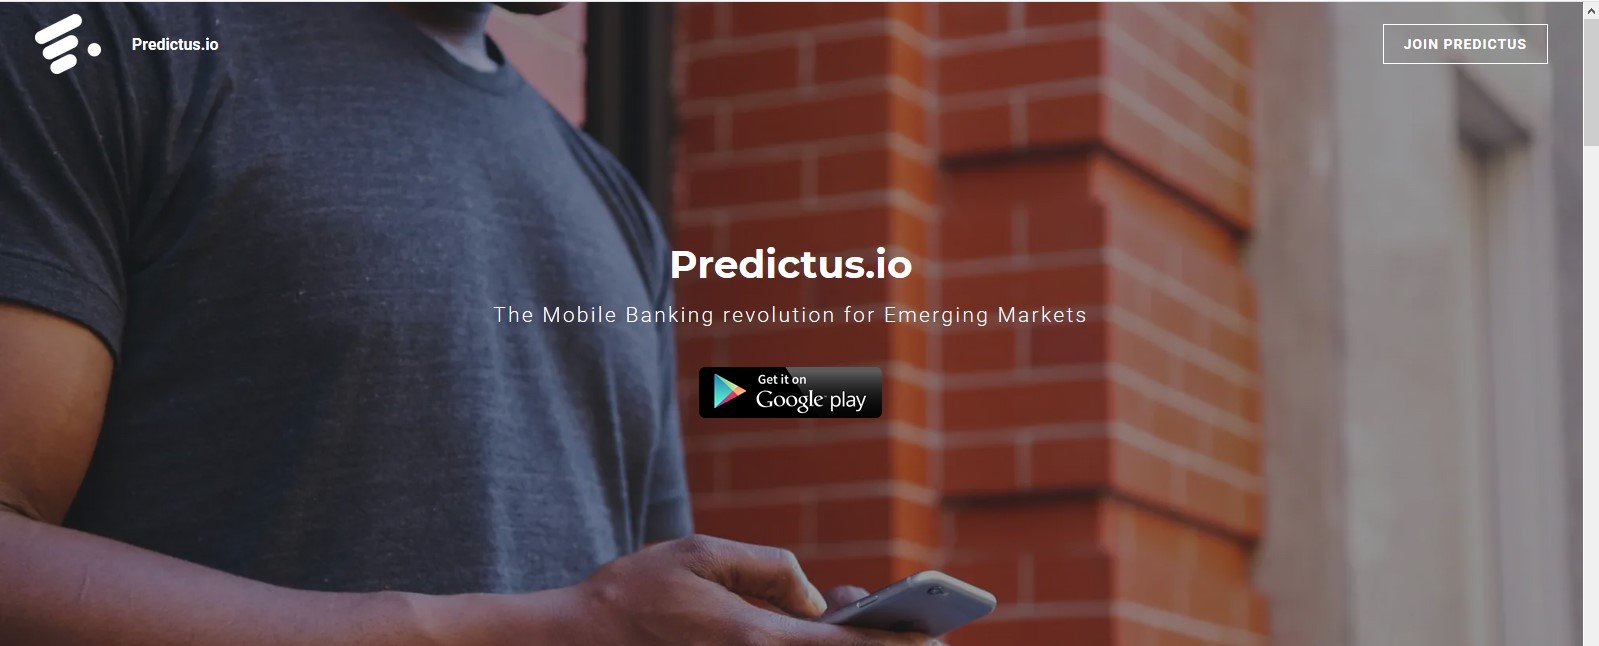 Predictus.io
JOIN PREDICTUS
Predictus.io
The Mobile Banking revolution for Emerging Markets
Get it on
Google play